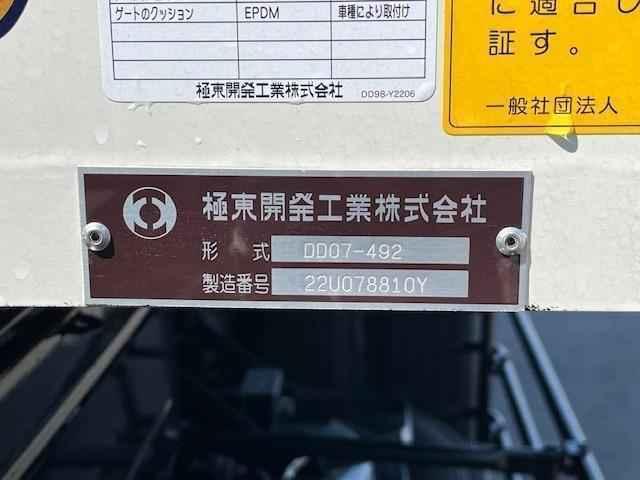 ゲートのクッション EPDM 車種により取付け
極東開発工業株式会社 DD98-Y2206
に適合し
証す。
一般社団法人
極東開発工業株式会社
形 式 DD07-492
製造番号 22U078810Y